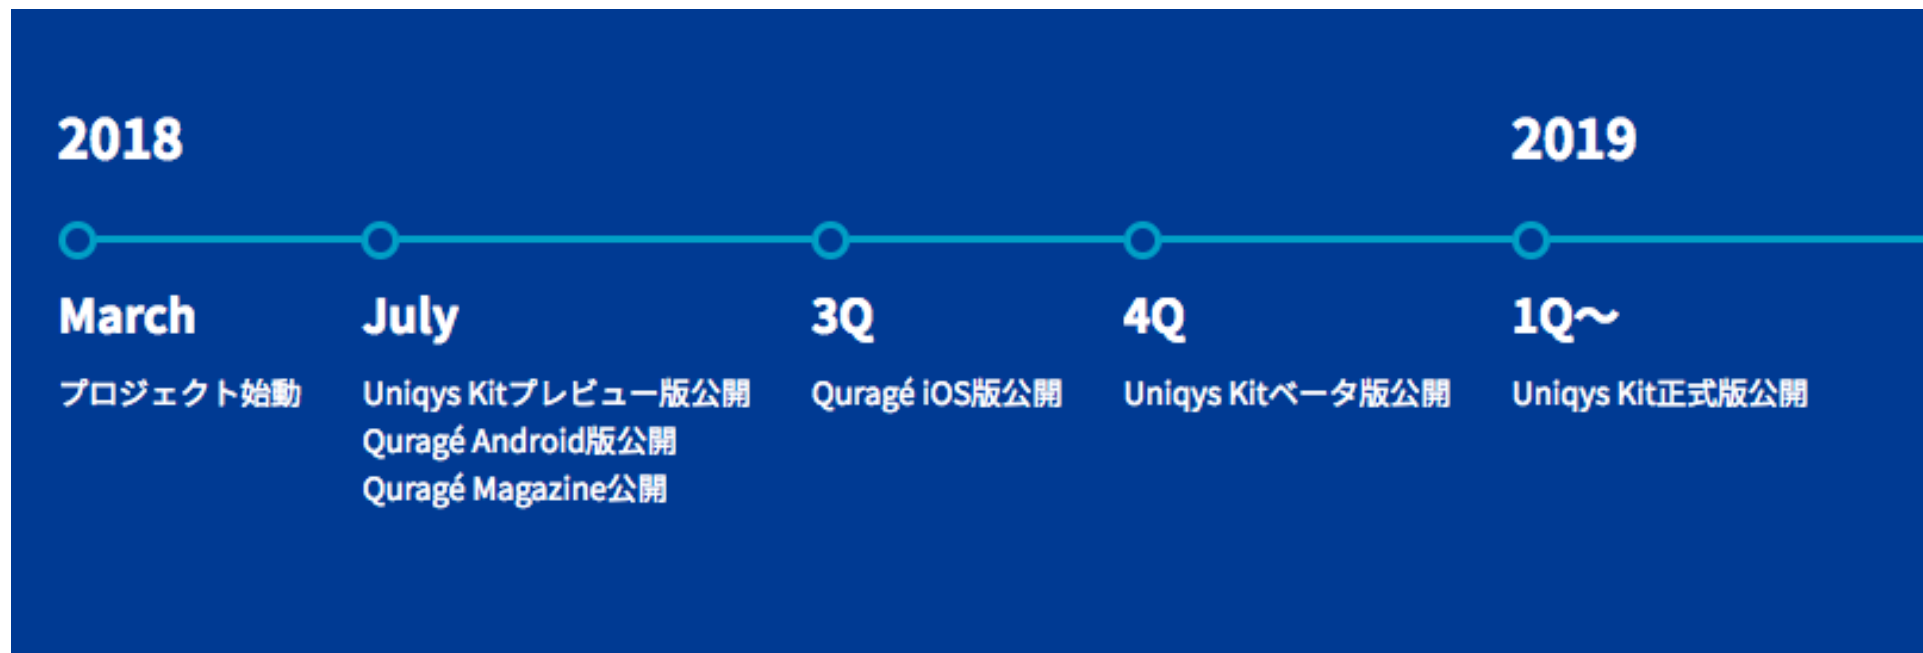 2018
2019
March
プロジェクト始動
July
Uniqys Kitプレビュー版公開
Quragé Android版公開
Quragé Magazine公開
3Q
Quragé iOS版公開
4Q
Uniqys Kitベータ版公開
1Q〜
Uniqys Kit正式版公開